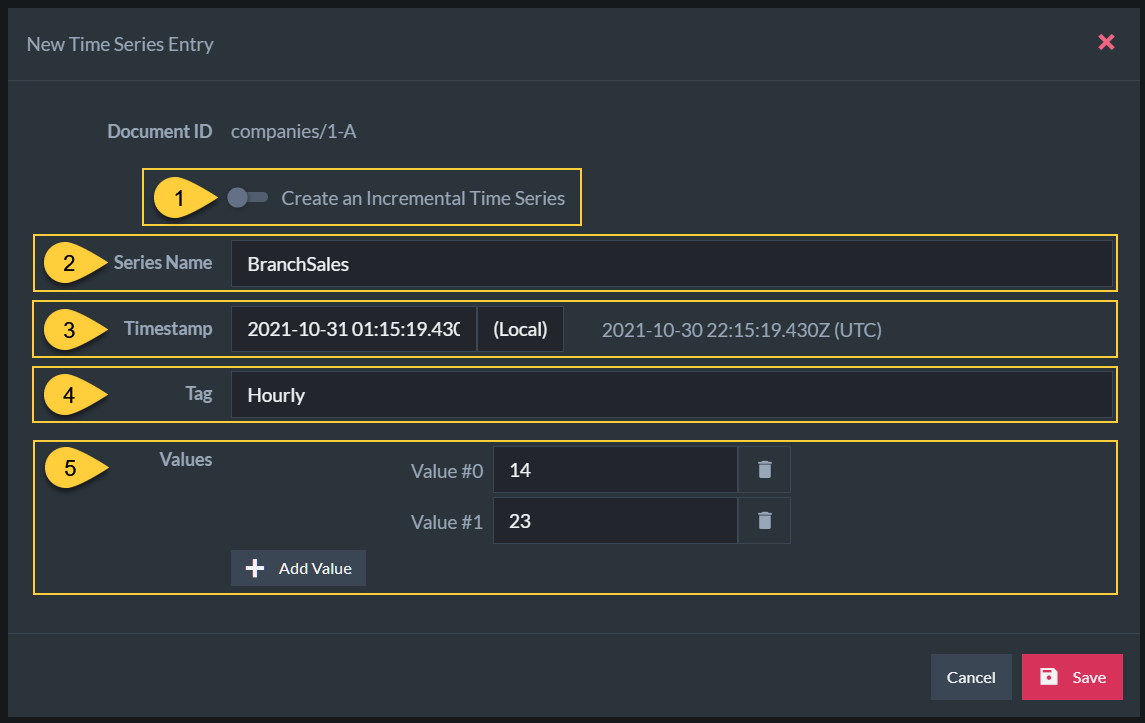 New Time Series Entry
Document ID companies/1-A
1 Create an Incremental Time Series
2 Series Name BranchSales
3 Timestamp 2021-10-31 01:15:19.430 (Local) 2021-10-30 22:15:19.430Z (UTC)
4 Tag Hourly
5 Values Value #0 14
Value #1 23
Add Value
Cancel Save